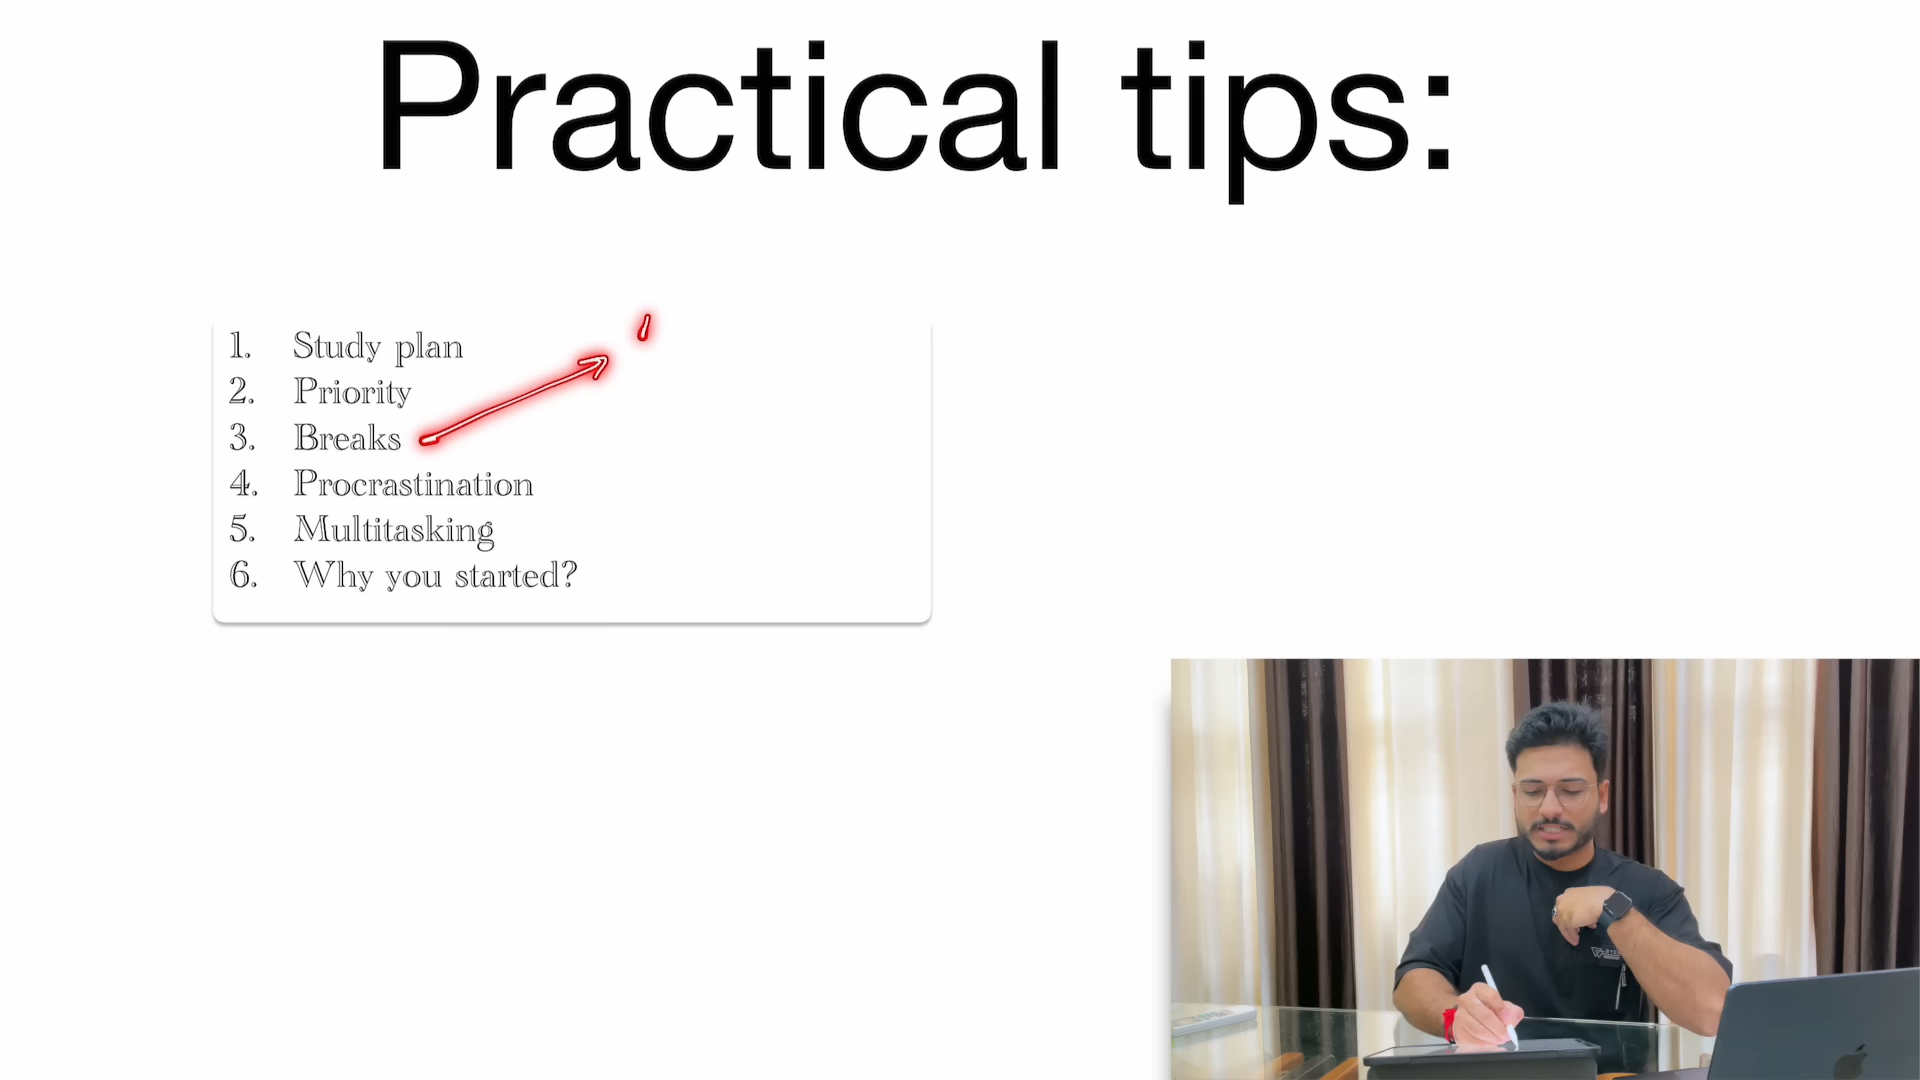 Practical tips:
1. Study plan
2. Priority
3. Breaks
4. Procrastination
5. Multitasking
6. Why you started?